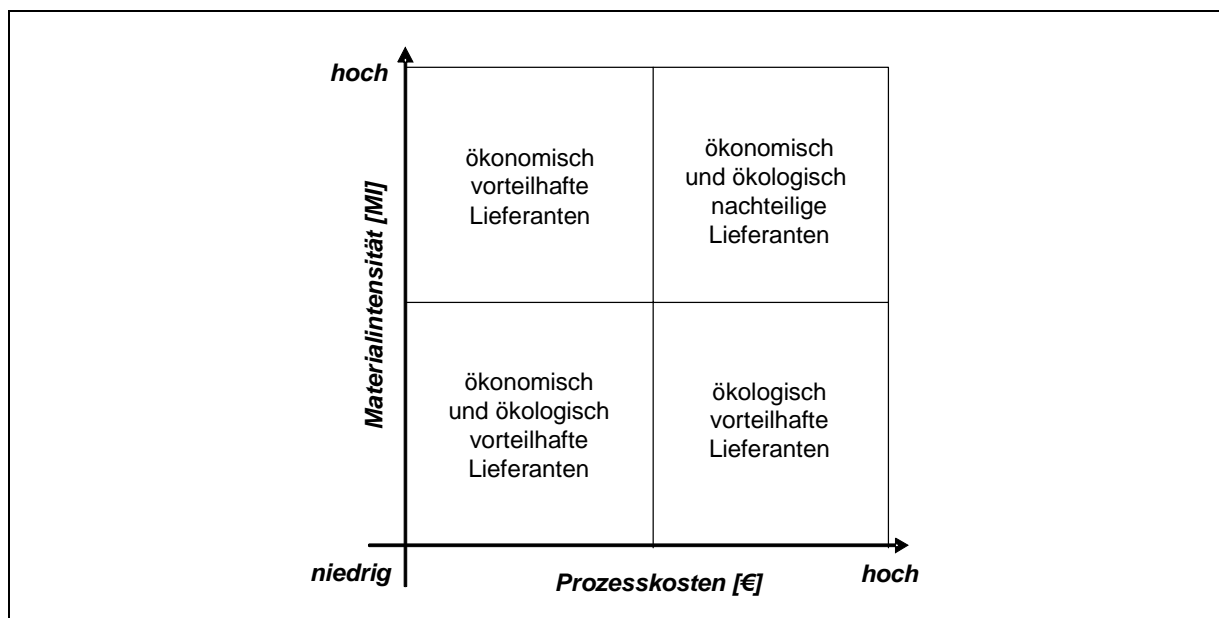 hoch
Materialintensität [MI]
ökonomisch
vorteilhafte
Lieferanten
ökonomisch
und ökologisch
nachteilige
Lieferanten
ökonomisch
und ökologisch
vorteilhafte
Lieferanten
ökologisch
vorteilhafte
Lieferanten
niedrig
Prozesskosten [€]
hoch